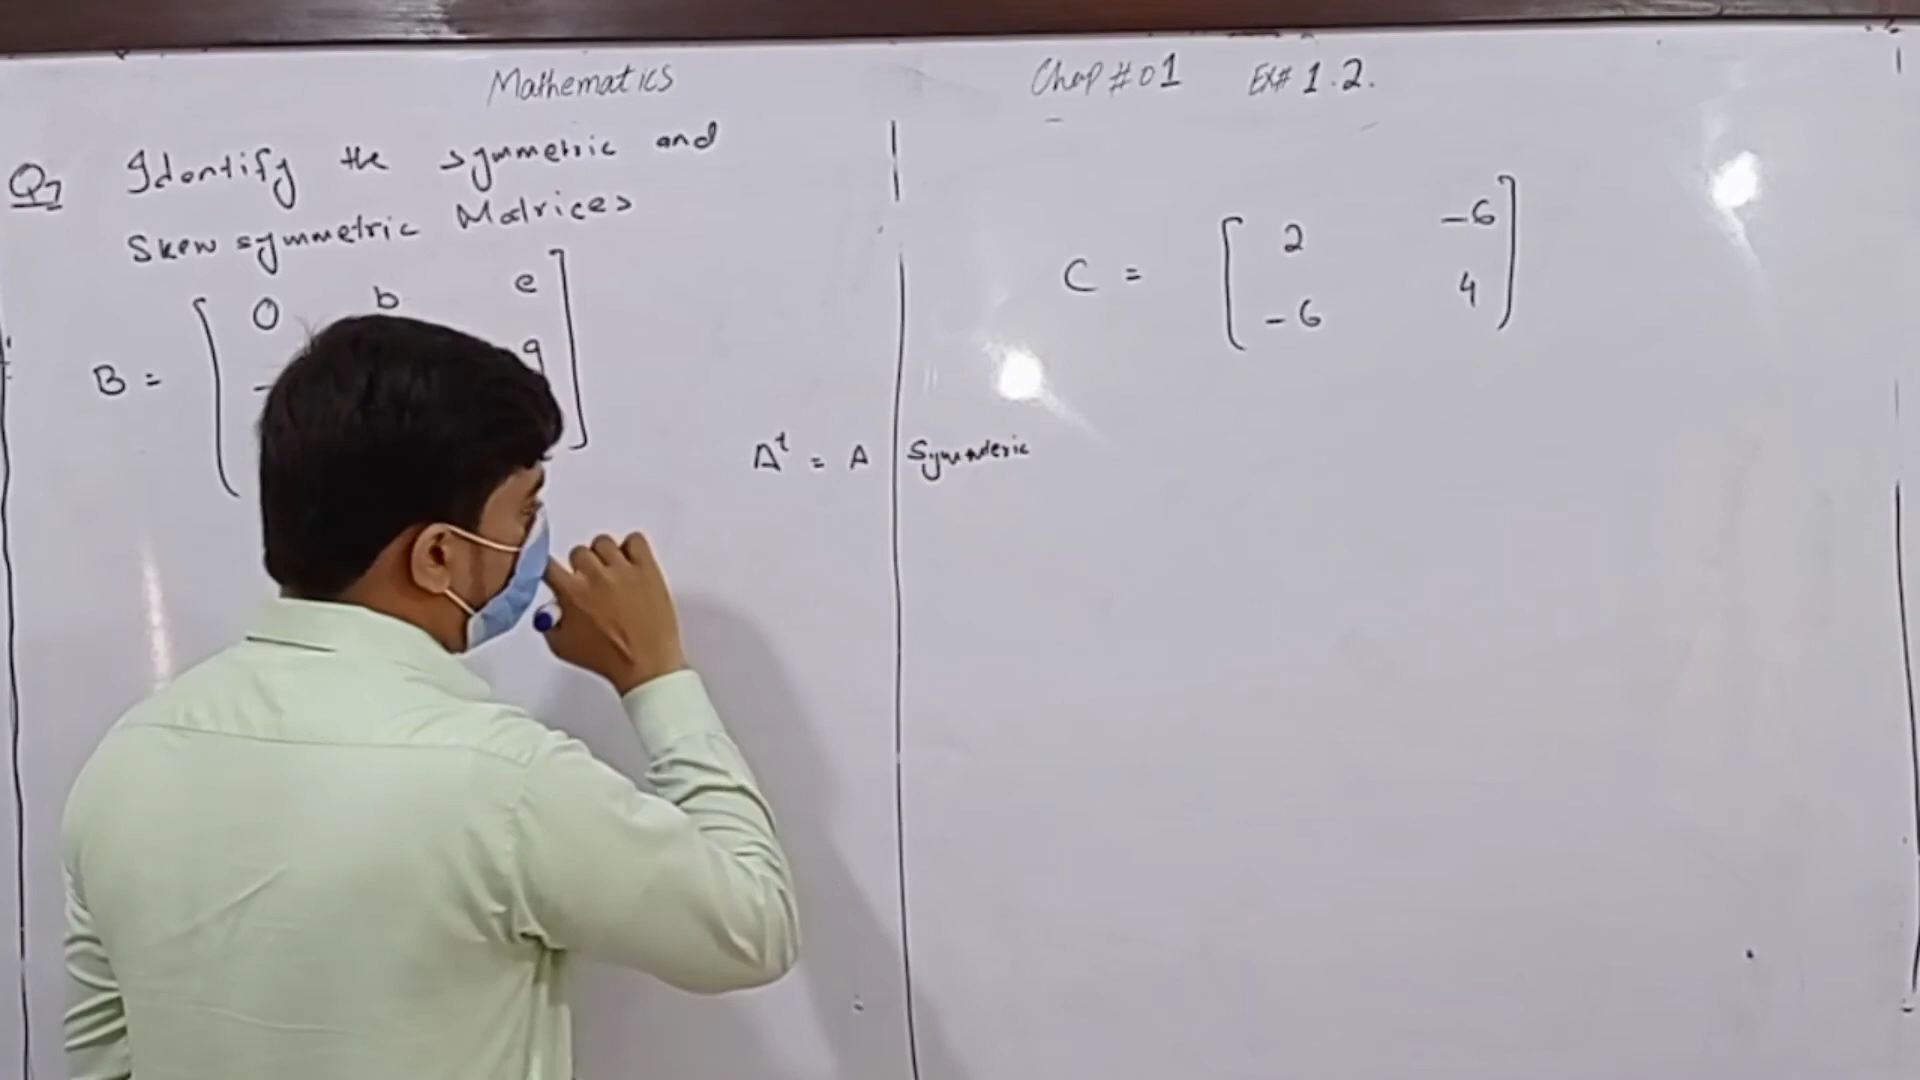 Mathematics
Chap # 01 Ex# 1.2.
Q7 Identify the symmetric and
Skew symmetric Matrices
B = [ 0 b e
- g
]
A^t = A Symmetric
C = [ 2 -6
-6 4 ]